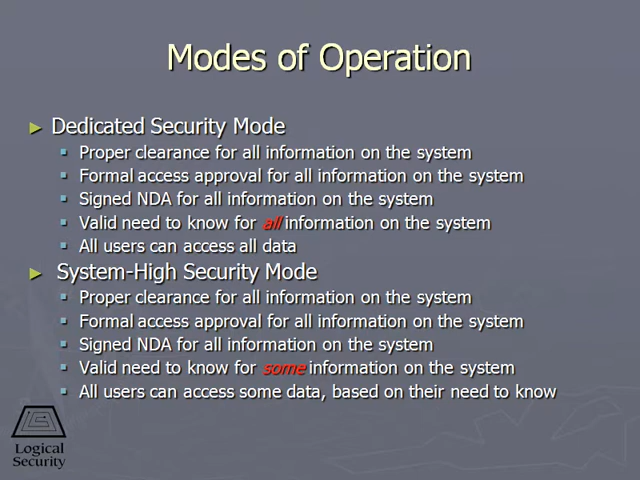 Modes of Operation
► Dedicated Security Mode
▪ Proper clearance for all information on the system
▪ Formal access approval for all information on the system
▪ Signed NDA for all information on the system
▪ Valid need to know for all information on the system
▪ All users can access all data
► System-High Security Mode
▪ Proper clearance for all information on the system
▪ Formal access approval for all information on the system
▪ Signed NDA for all information on the system
▪ Valid need to know for some information on the system
▪ All users can access some data, based on their need to know
Logical
Security